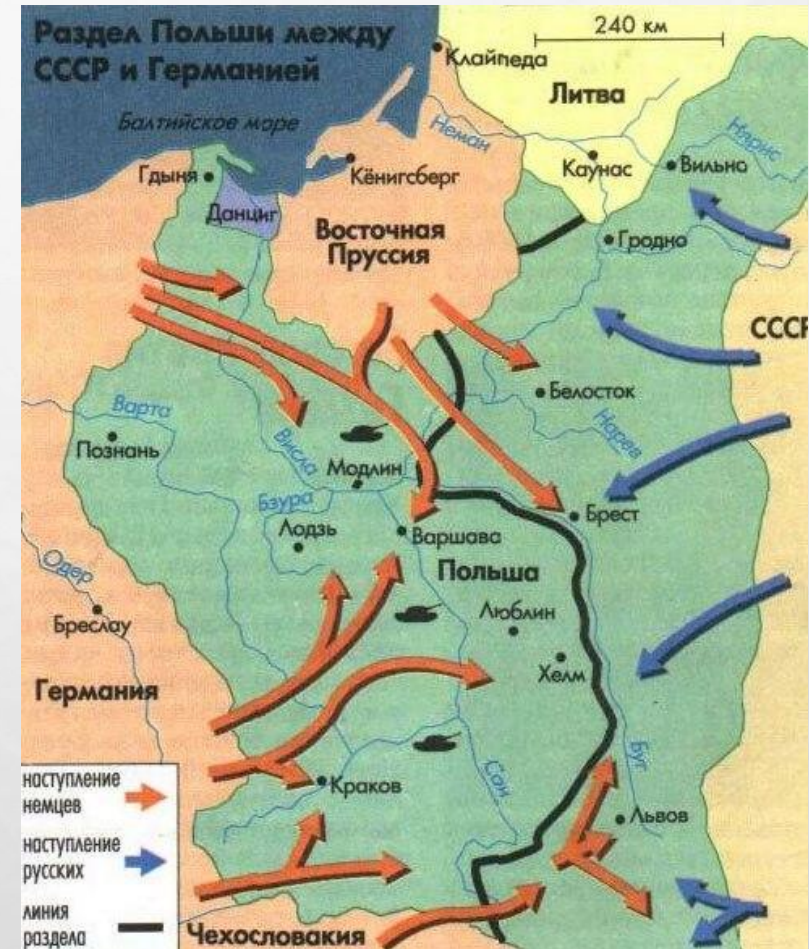 Раздел Польши между
СССР и Германией
240 км
Клайпеда
Литва
Балтийское море
Неман
Нярис
Гдыня
Кёнигсберг
Каунас
Вильно
Данциг
Восточная
Пруссия
Гродно
СССР
Белосток
Варта
Познань
Висла
Нарев
Модлин
Бзура
Брест
Лодзь
Варшава
Польша
Одер
Люблин
Бреслау
Хелм
Германия
Буг
Сан
наступление
немцев
Краков
Львов
наступление
русских
линия
раздела
Чехословакия